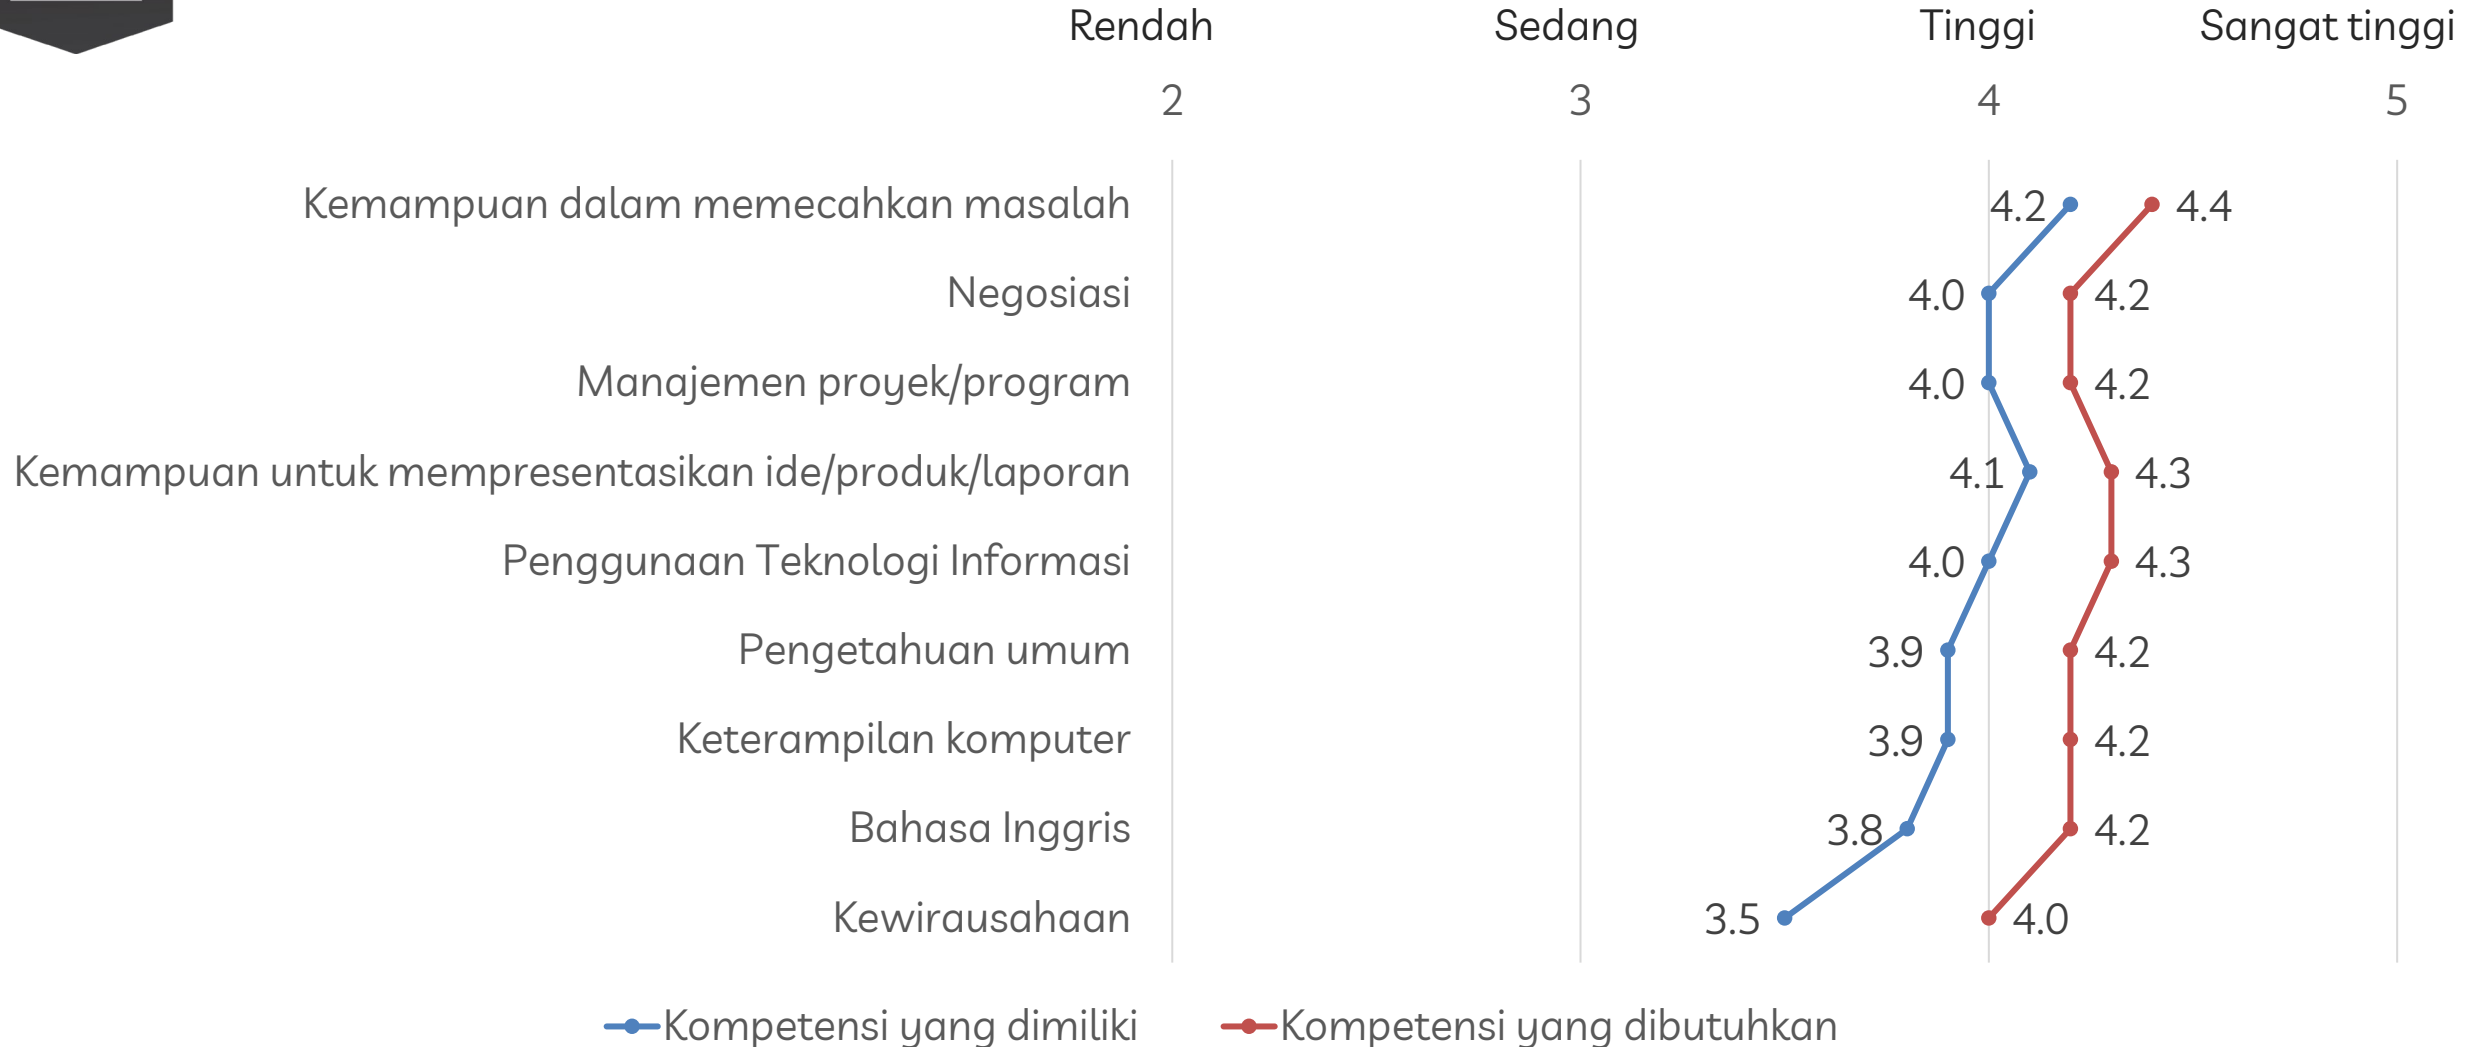 Rendah Sedang Tinggi Sangat tinggi
2 3 4 5
Kemampuan dalam memecahkan masalah 4.2 4.4
Negosiasi 4.0 4.2
Manajemen proyek/program 4.0 4.2
Kemampuan untuk mempresentasikan ide/produk/laporan 4.1 4.3
Penggunaan Teknologi Informasi 4.0 4.3
Pengetahuan umum 3.9 4.2
Keterampilan komputer 3.9 4.2
Bahasa Inggris 3.8 4.2
Kewirausahaan 3.5 4.0
Kompetensi yang dimiliki Kompetensi yang dibutuhkan